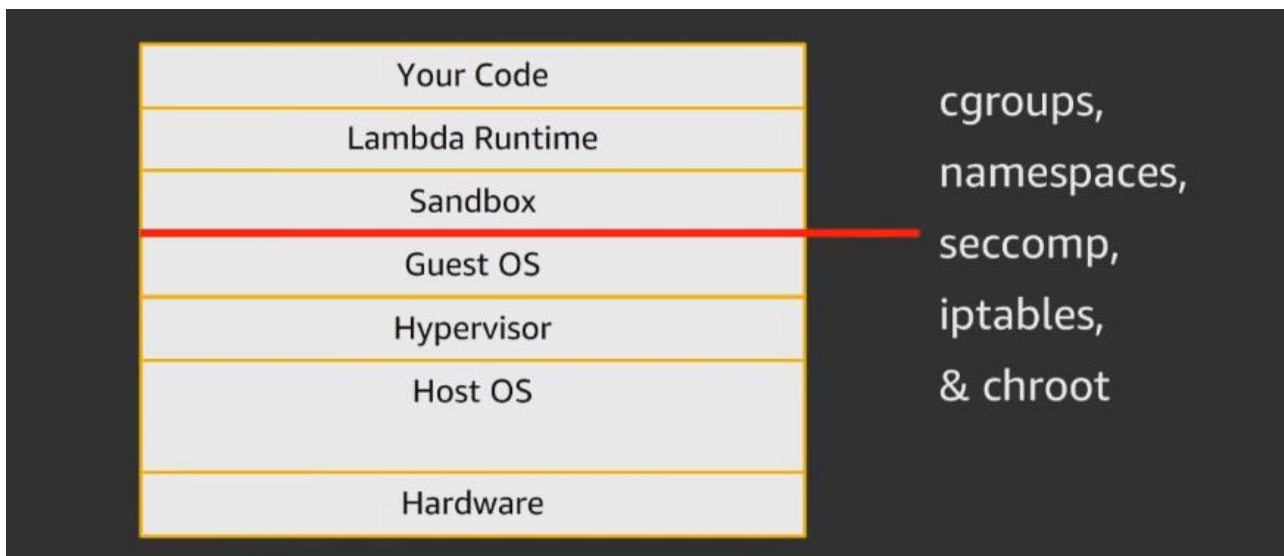 Your Code
Lambda Runtime
Sandbox
Guest OS
Hypervisor
Host OS
Hardware
cgroups,
namespaces,
seccomp,
iptables,
& chroot